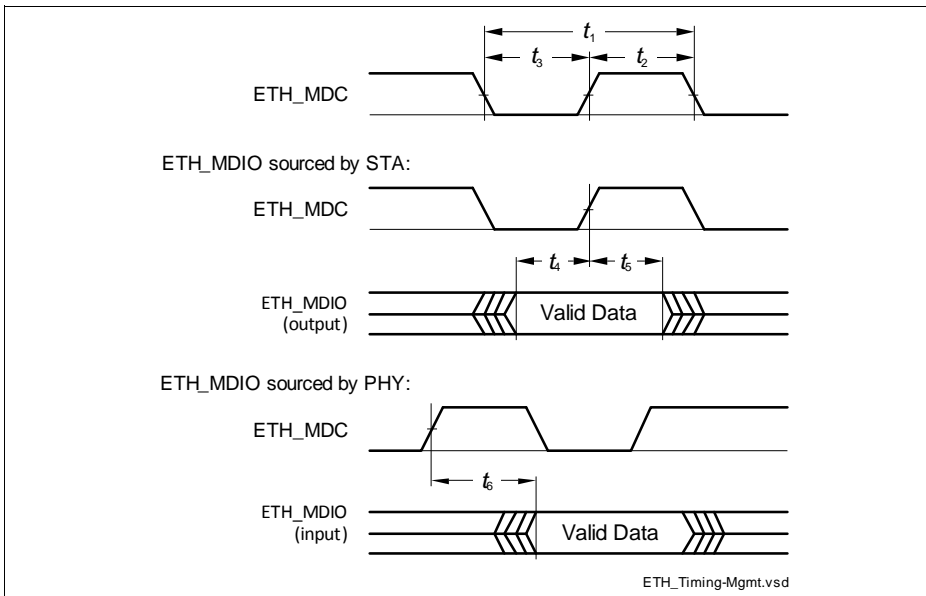 t1
t3
t2
ETH_MDC
ETH_MDIO sourced by STA:
ETH_MDC
t4
t5
ETH_MDIO
(output)
Valid Data
ETH_MDIO sourced by PHY:
ETH_MDC
t6
ETH_MDIO
(input)
Valid Data
ETH_Timing-Mgmt.vsd